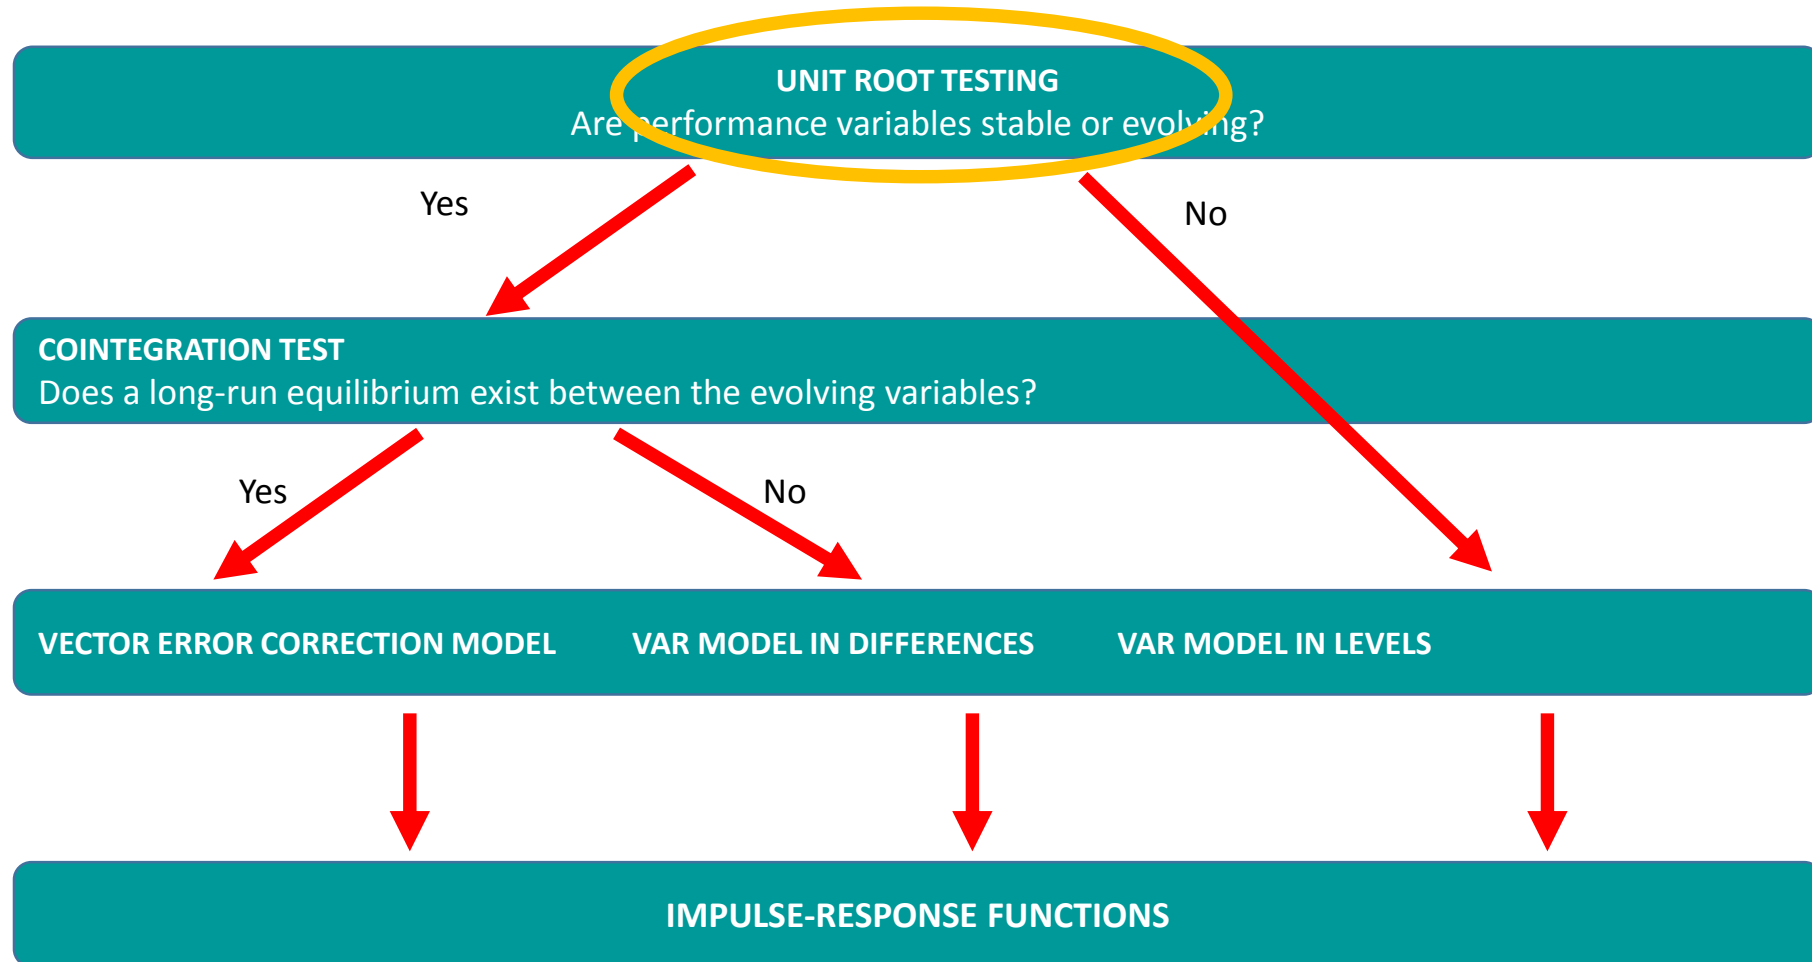 UNIT ROOT TESTING
Are performance variables stable or evolving?
Yes
No
COINTEGRATION TEST
Does a long-run equilibrium exist between the evolving variables?
Yes
No
VECTOR ERROR CORRECTION MODEL
VAR MODEL IN DIFFERENCES
VAR MODEL IN LEVELS
IMPULSE-RESPONSE FUNCTIONS